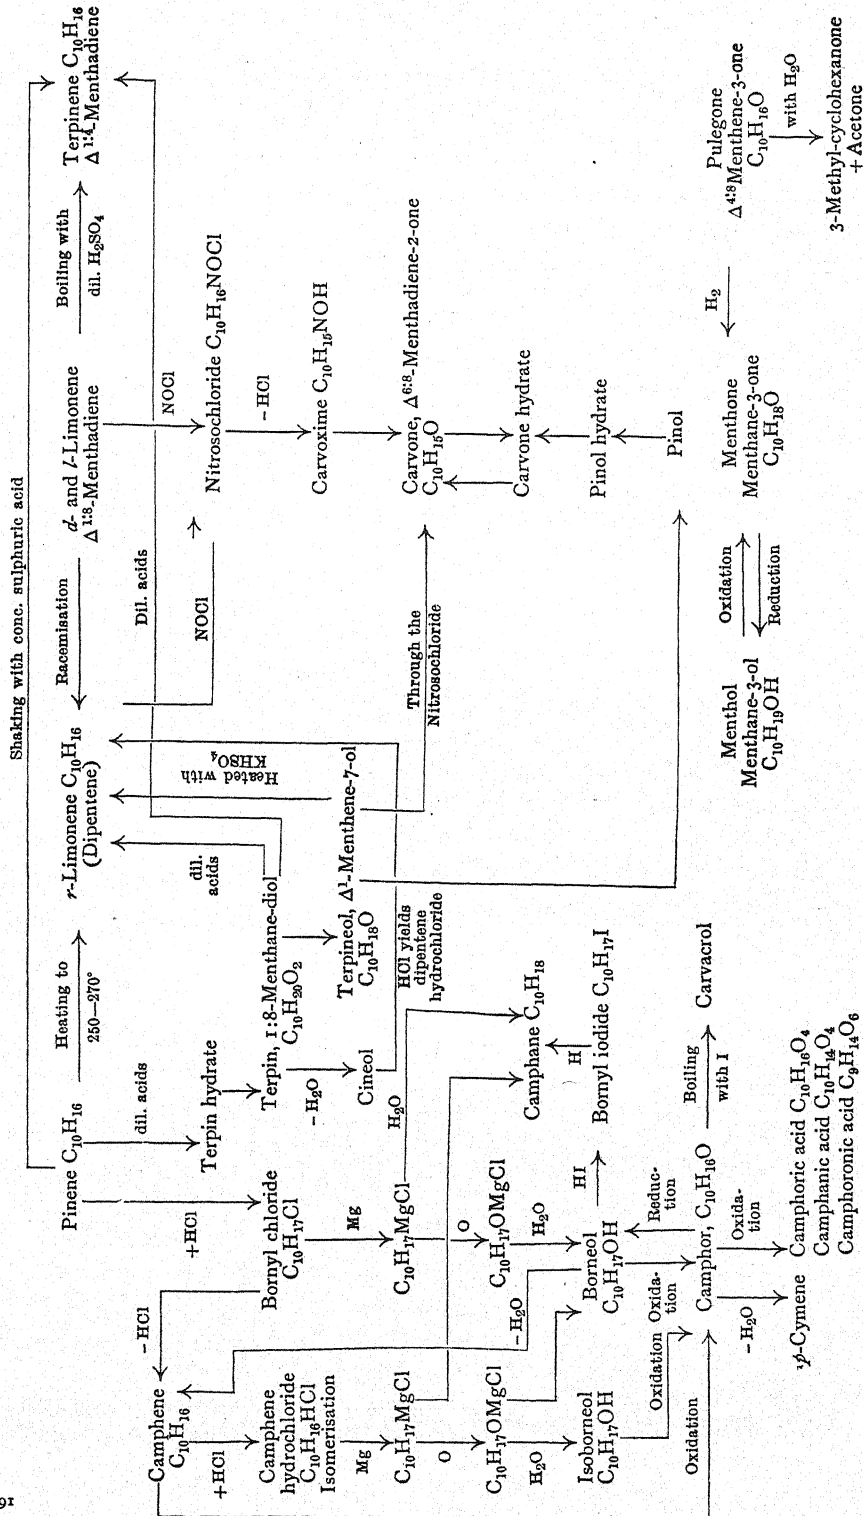 16
Shaking with conc. sulphuric acid
Pinene C₁₀H₁₆
Heating to
250—270°
r-Limonene C₁₀H₁₆
(Dipentene)
Racemisation
d- and l-Limonene
Δ¹:⁸-Menthadiene
Boiling with
dil. H₂SO₄
Terpinene C₁₀H₁₆
Δ¹:⁴-Menthadiene
Camphene
C₁₀H₁₆
—HCl
+HCl
dil. acids
dil.
acids
Dil. acids
NOCl
NOCl
+HCl
Camphene
hydrochloride
C₁₀H₁₆HCl
Isomerisation
Bornyl chloride
C₁₀H₁₇Cl
Terpin hydrate
Terpin, 1:8-Menthane-diol
C₁₀H₂₀O₂
Heated with
KHSO₄
Nitrosochloride C₁₀H₁₆NOCl
—HCl
Mg
Mg
—H₂O
Cineol
Terpineol, Δ¹-Menthene-7-ol
C₁₀H₁₈O
Carvoxime C₁₀H₁₅NOH
C₁₀H₁₇MgCl
C₁₀H₁₇MgCl
H₂O
HCl yields
dipentene
hydrochloride
Through the
Nitrosochloride
Carvone, Δ⁶:⁸-Menthadiene-2-one
C₁₀H₁₅O
O
O
C₁₀H₁₇OMgCl
C₁₀H₁₇OMgCl
Camphane C₁₀H₁₈
Carvone hydrate
H₂O
—H₂O
H₂O
H
Isoborneol
C₁₀H₁₇OH
Borneol
C₁₀H₁₇OH
HI
Bornyl iodide C₁₀H₁₇I
Pinol hydrate
Oxidation
Oxidation
Oxida-
tion
Reduc-
tion
Pinol
Camphor, C₁₀H₁₆O
Boiling
with I
Carvacrol
—H₂O
Oxida-
tion
Menthol
Menthane-3-ol
C₁₀H₁₉OH
Oxidation
Reduction
Menthone
Menthane-3-one
C₁₀H₁₈O
H₂
Pulegone
Δ⁴:⁸Menthene-3-one
C₁₀H₁₆O
with H₂O
p-Cymene
Camphoric acid C₁₀H₁₆O₄
Camphanic acid C₁₀H₁₄O₄
Camphoronic acid C₉H₁₄O₆
3-Methyl-cyclohexanone
+ Acetone